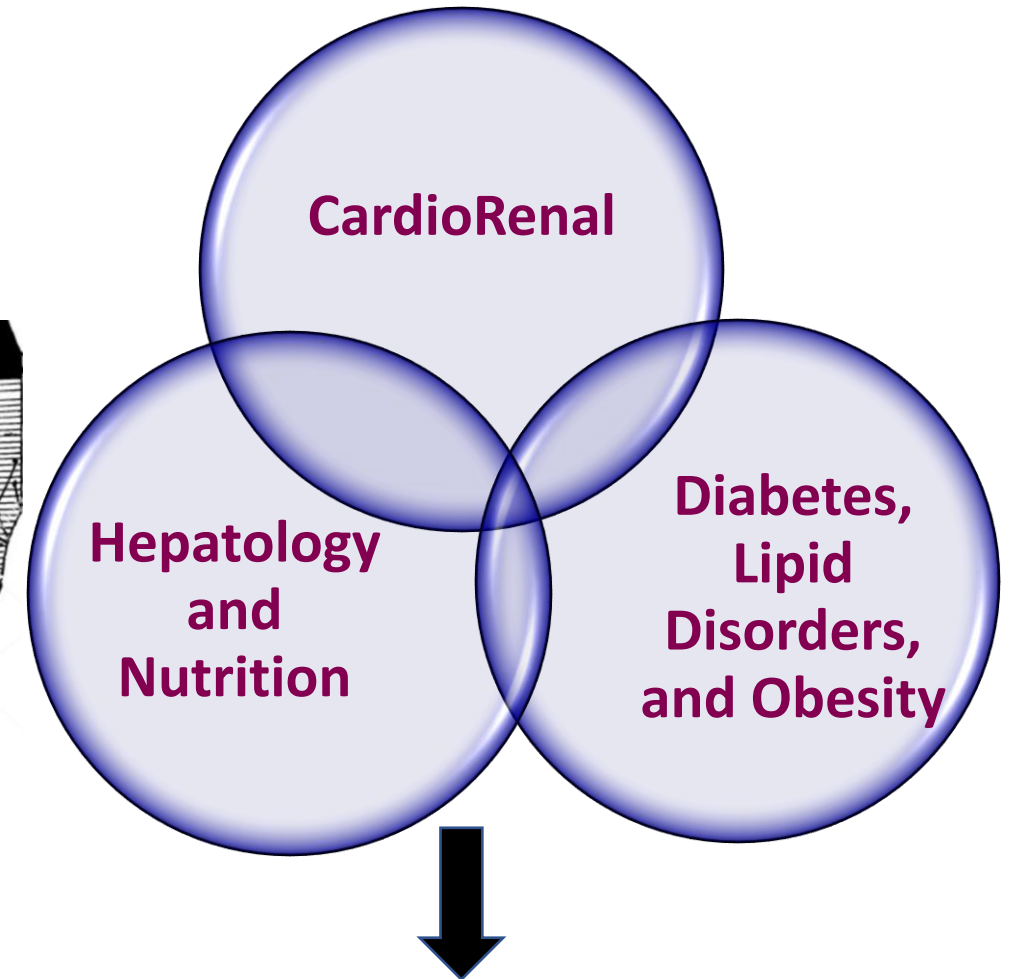 CardioRenal
Hepatology
and
Nutrition
Diabetes,
Lipid
Disorders,
and Obesity